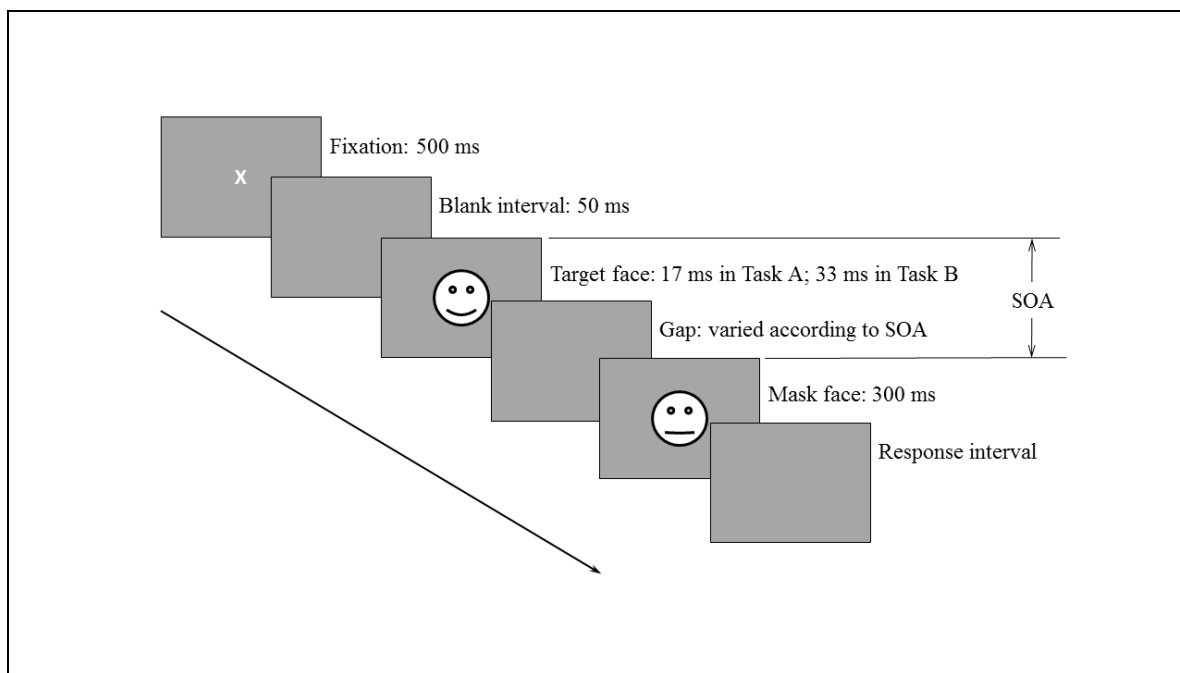 Fixation: 500 ms
X
Blank interval: 50 ms
Target face: 17 ms in Task A; 33 ms in Task B
SOA
Gap: varied according to SOA
Mask face: 300 ms
Response interval